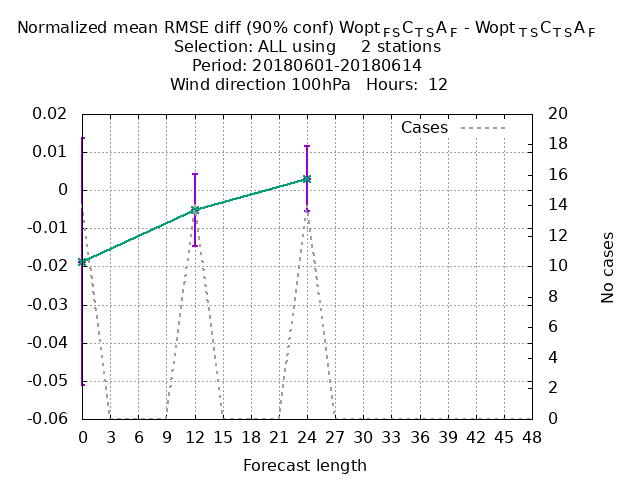 Normalized mean RMSE diff (90% conf) Wopt FS C TS A F - Wopt TS C TS A F
Selection: ALL using 2 stations
Period: 20180601-20180614
Wind direction 100hPa Hours: 12
Cases
0.02
0.01
0
-0.01
-0.02
-0.03
-0.04
-0.05
-0.06
20
18
16
14
12
10
8
6
4
2
0
No cases
0 3 6 9 12 15 18 21 24 27 30 33 36 39 42 45 48
Forecast length